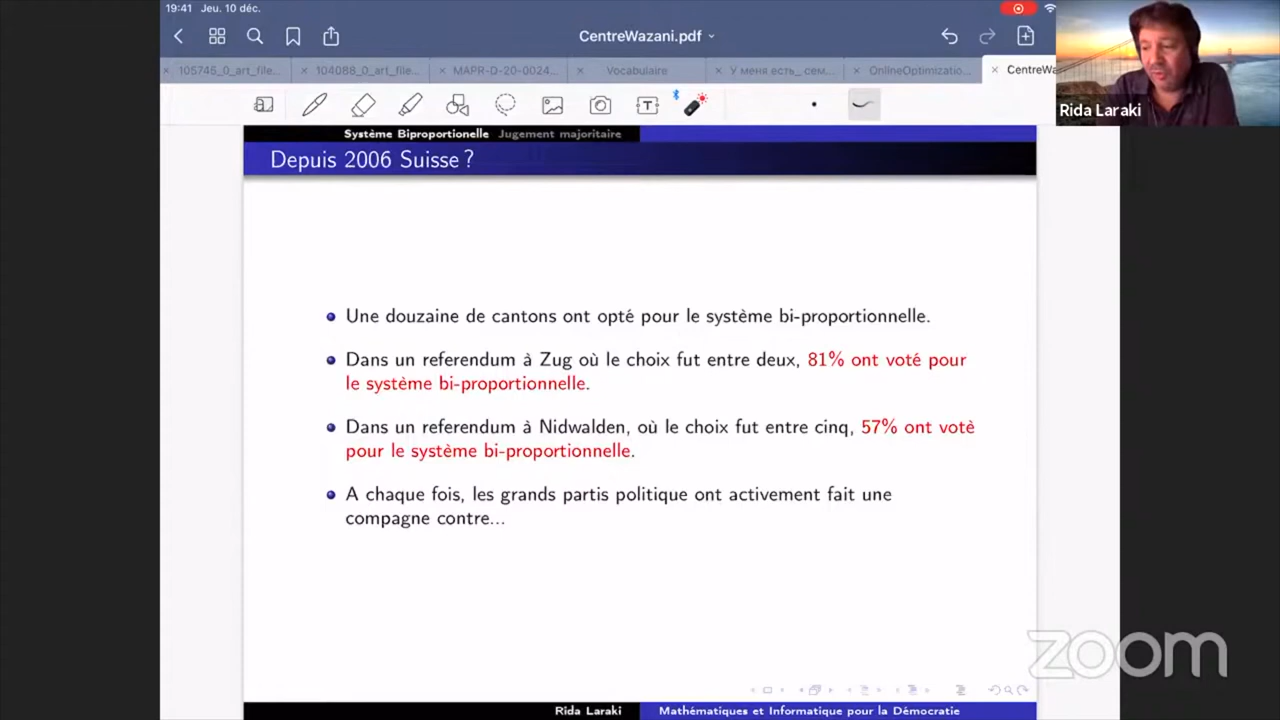 19:41 Jeu. 10 déc.
CentreWazani.pdf
105745_0_art_file...
104088_0_art_file...
MAPR-D-20-0024...
Vocabulaire
У меня есть_ сем...
OnlineOptimizatio...
CentreWa
Rida Laraki
Système Biproportionelle Jugement majoritaire
Depuis 2006 Suisse ?
Une douzaine de cantons ont opté pour le système bi-proportionnelle.
Dans un referendum à Zug où le choix fut entre deux, 81% ont voté pour
le système bi-proportionnelle.
Dans un referendum à Nidwalden, où le choix fut entre cinq, 57% ont votè
pour le système bi-proportionnelle.
A chaque fois, les grands partis politique ont activement fait une
compagne contre...
zoom
Rida Laraki Mathématiques et Informatique pour la Démocratie